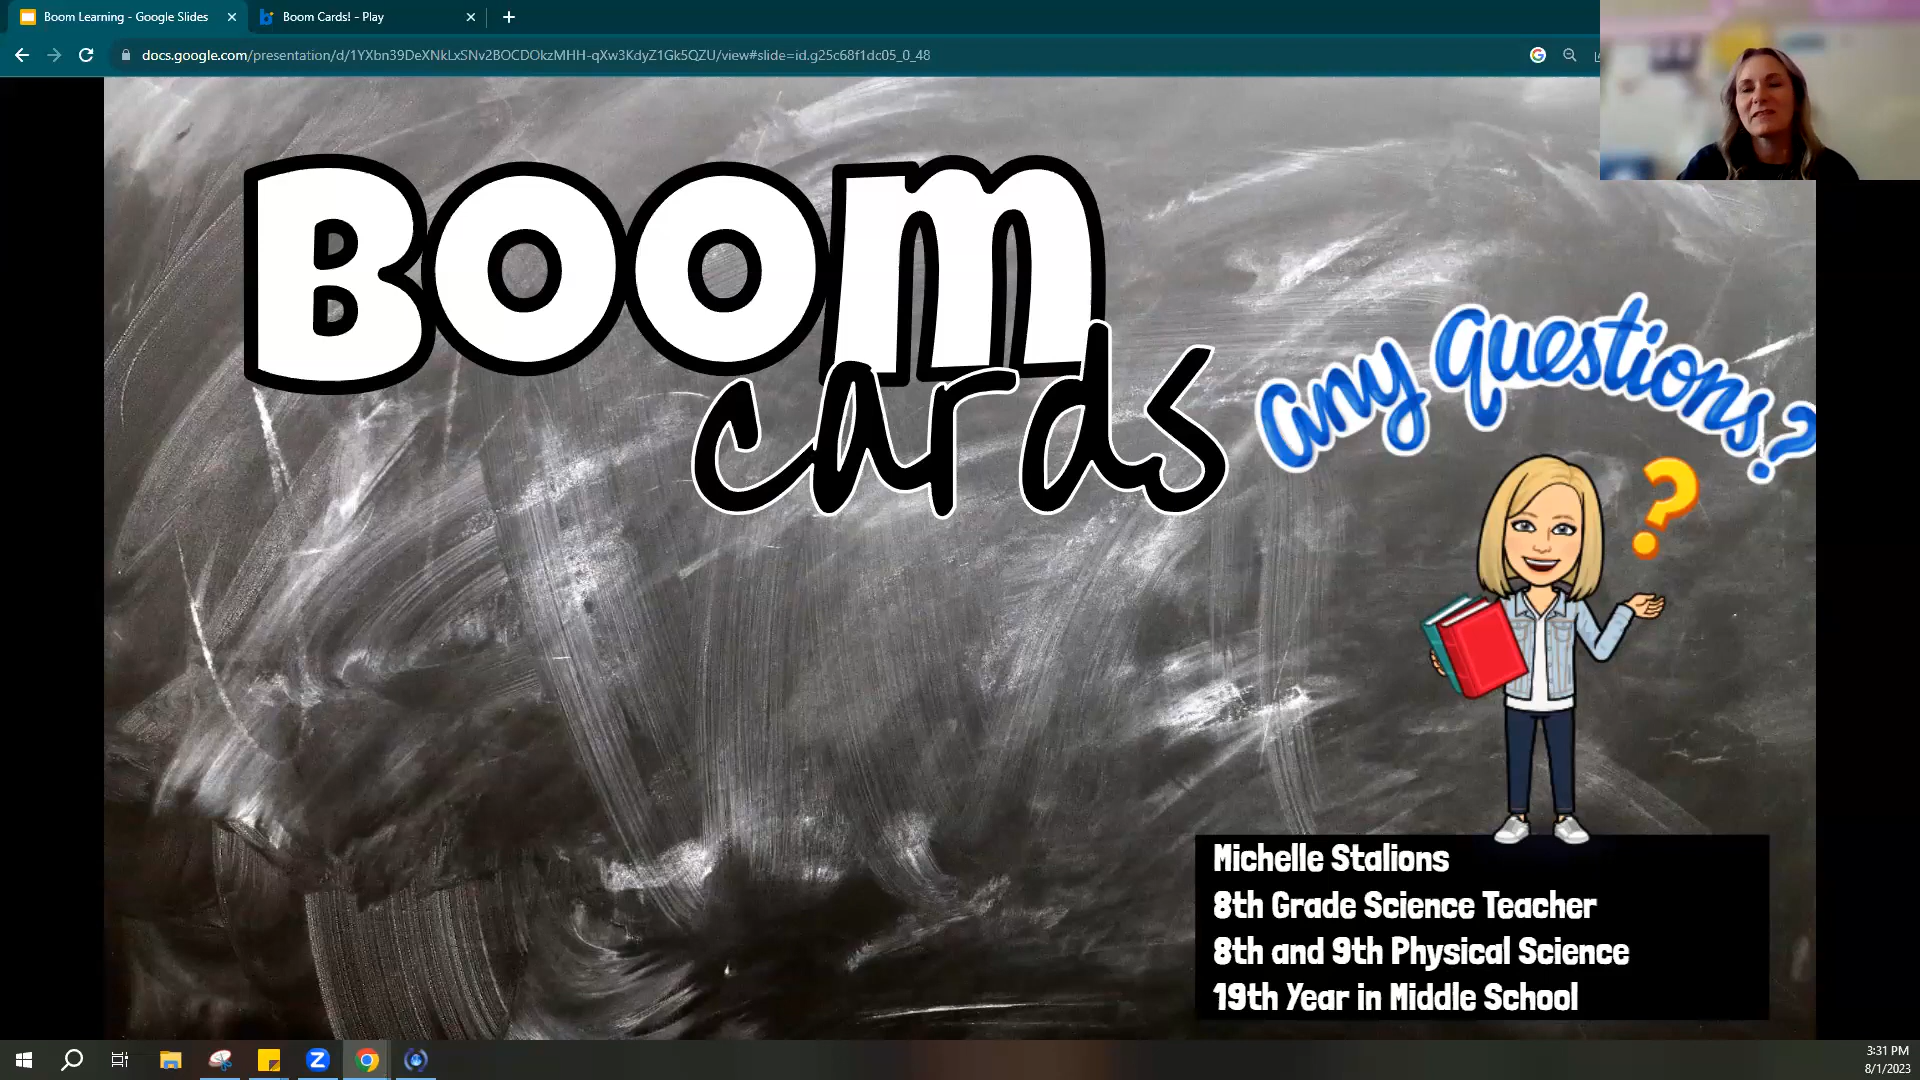 Boom Learning - Google Slides
Boom Cards! - Play
docs.google.com/presentation/d/1YXbn39DeXNkLxSNv2BOCDOkzMHH-qXw3KdyZ1Gk5QZU/view#slide=id.g25c68f1dc05_0_48
BOOM
cards
any questions?
?
Michelle Stalions
8th Grade Science Teacher
8th and 9th Physical Science
19th Year in Middle School
3:31 PM
8/1/2023